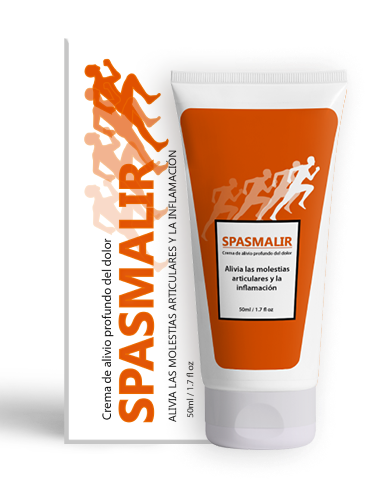 Crema de alivio profundo del dolor
SPASMALIR
ALIVIA LAS MOLESTIAS ARTICULARES Y LA INFLAMACIÓN
50ml / 1.7 fl oz
SPASMALIR
Crema de alivio profundo del dolor
Alivia las molestias
articulares y la
inflamación
50ml / 1.7 fl oz